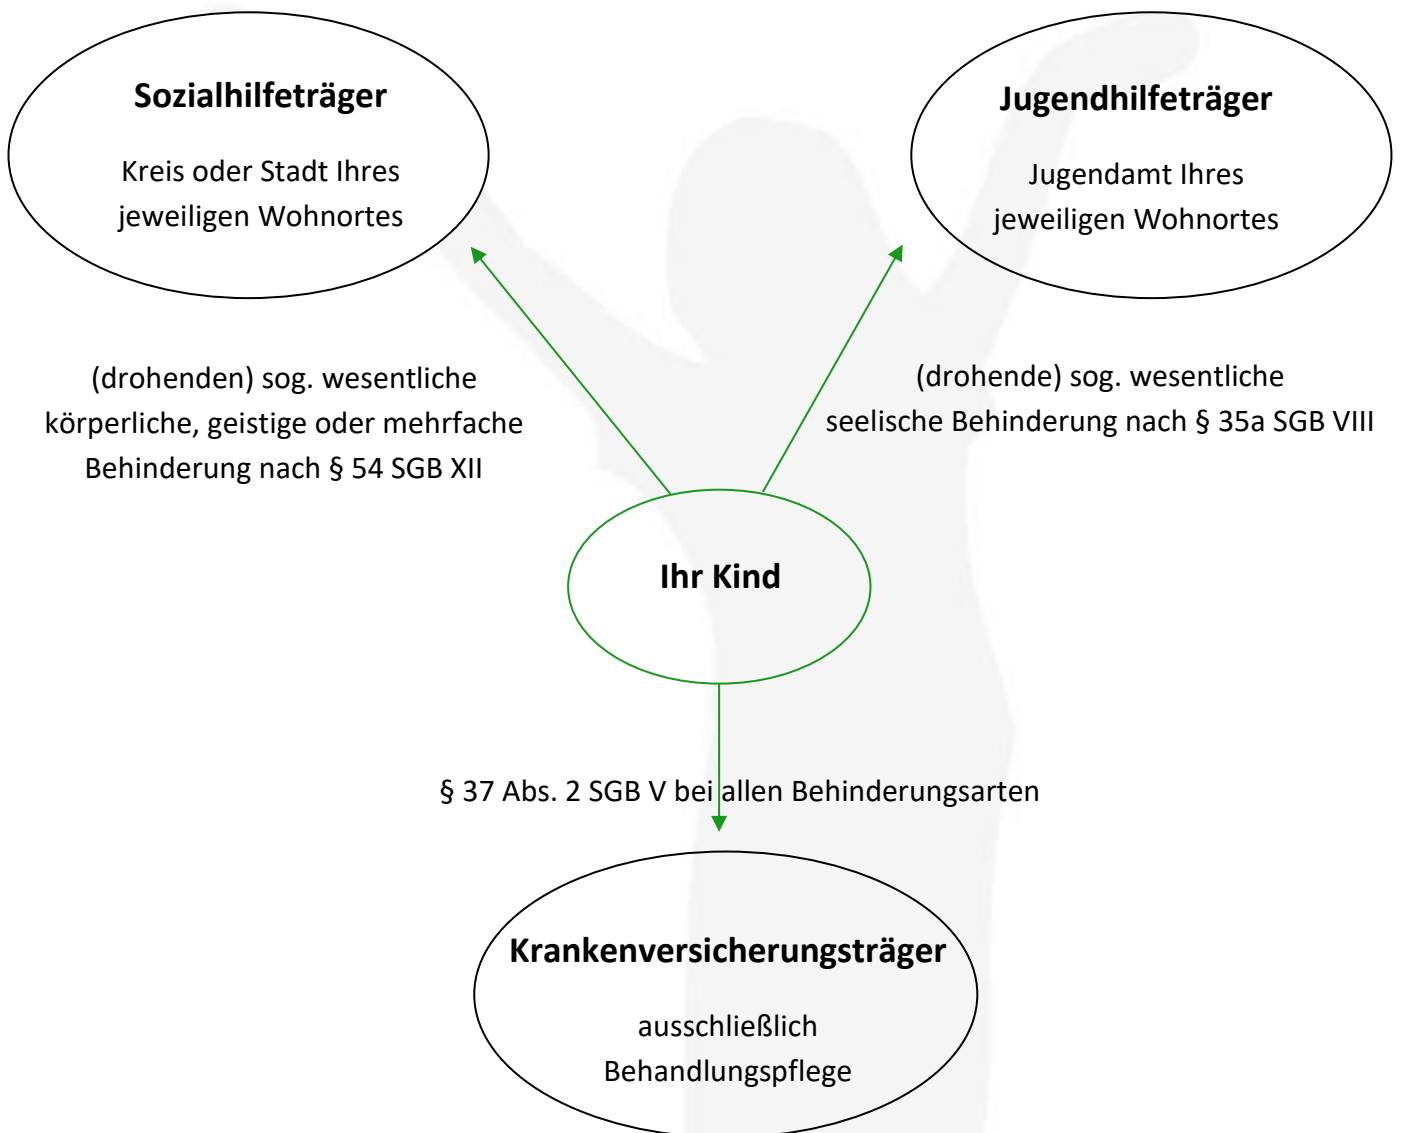 Sozialhilfeträger
Kreis oder Stadt Ihres
jeweiligen Wohnortes
Jugendhilfeträger
Jugendamt Ihres
jeweiligen Wohnortes
(drohenden) sog. wesentliche
körperliche, geistige oder mehrfache
Behinderung nach § 54 SGB XII
(drohende) sog. wesentliche
seelische Behinderung nach § 35a SGB VIII
Ihr Kind
§ 37 Abs. 2 SGB V bei allen Behinderungsarten
Krankenversicherungsträger
ausschließlich
Behandlungspflege